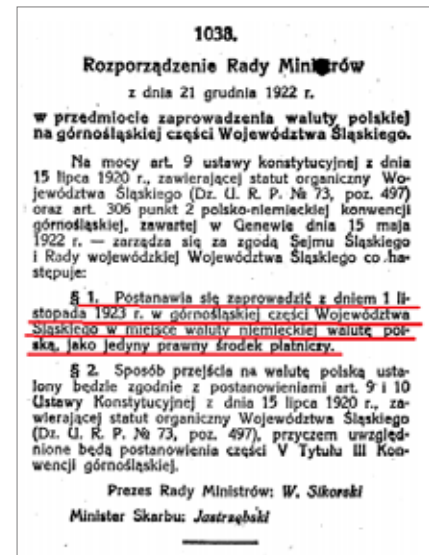 1038.
Rozporządzenie Rady Ministrów
z dnia 21 grudnia 1922 r.
w przedmiocie zaprowadzenia waluty polskiej
na górnośląskiej części Województwa Śląskiego.
Na mocy art. 9 ustawy konstytucyjnej z dnia
15 lipca 1920 r., zawierającej statut organiczny Wo-
jewództwa Śląskiego (Dz. U. R. P. № 73, poz. 497)
oraz art. 306 punkt 2 polsko-niemieckiej konwencji
górnośląskiej, zawartej w Genewie dnia 15 maja
1922 r. — zarządza się za zgodą Sejmu Śląskiego
i Rady wojewódzkiej Województwa Śląskiego co na-
stępuje:
§ 1. Postanawia się zaprowadzić z dniem 1 li-
stopada 1923 r. w górnośląskiej części Województwa
Śląskiego w miejsce waluty niemieckiej walutę pol-
ską, jako jedyny prawny środek płatniczy.
§ 2. Sposób przejścia na walutę polską usta-
lony będzie zgodnie z postanowieniami art. 9 i 10
Ustawy Konstytucyjnej z dnia 15 lipca 1920 r., za-
wierającej statut organiczny Województwa Śląskiego
(Dz. U. R. P. № 73, poz. 497), przyczem uwzględ-
nione będą postanowienia części V Tytułu III Kon-
wencji górnośląskiej.
Prezes Rady Ministrów: W. Sikorski
Minister Skarbu: Jastrzębski